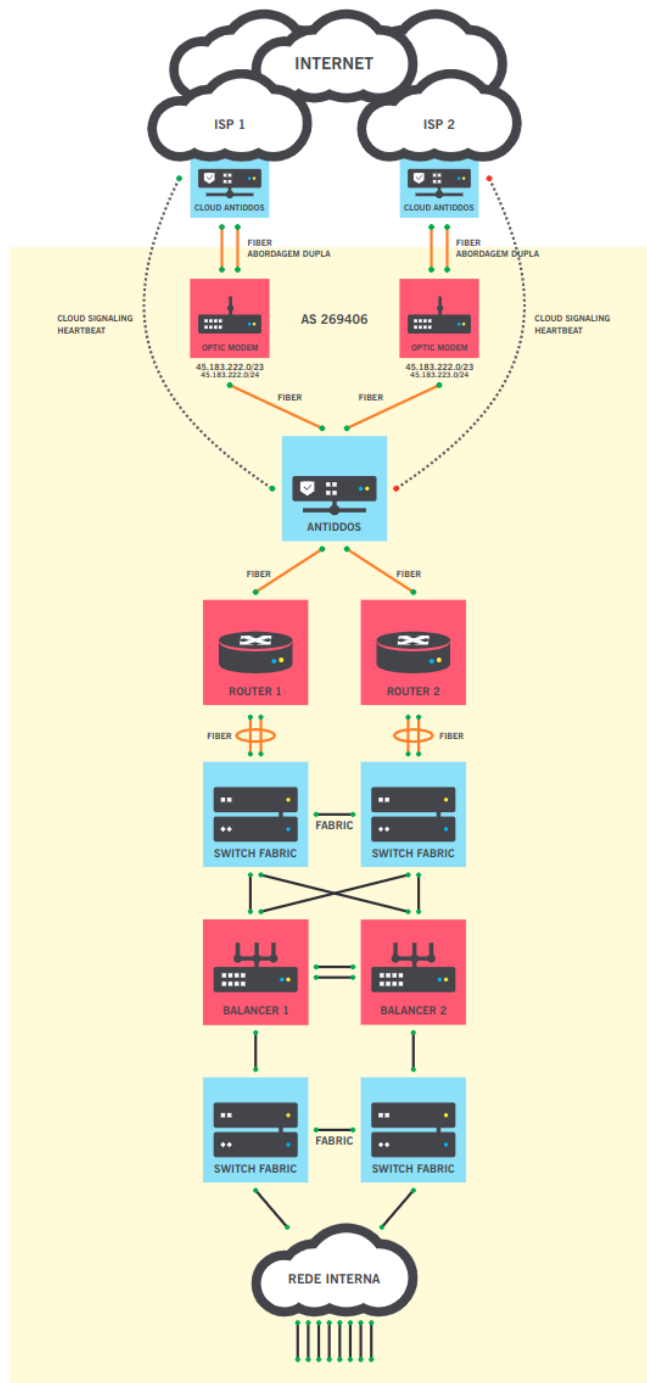 INTERNET
ISP 1
ISP 2
CLOUD ANTIDDOS
CLOUD ANTIDDOS
FIBER
ABORDAGEM DUPLA
FIBER
ABORDAGEM DUPLA
CLOUD SIGNALING
HEARTBEAT
AS 269406
CLOUD SIGNALING
HEARTBEAT
OPTIC MODEM
OPTIC MODEM
45.183.222.0/23
45.183.222.0/24
45.183.222.0/23
45.183.223.0/24
FIBER
FIBER
ANTIDDOS
FIBER
FIBER
ROUTER 1
ROUTER 2
FIBER
FIBER
FABRIC
SWITCH FABRIC
SWITCH FABRIC
BALANCER 1
BALANCER 2
FABRIC
SWITCH FABRIC
SWITCH FABRIC
REDE INTERNA